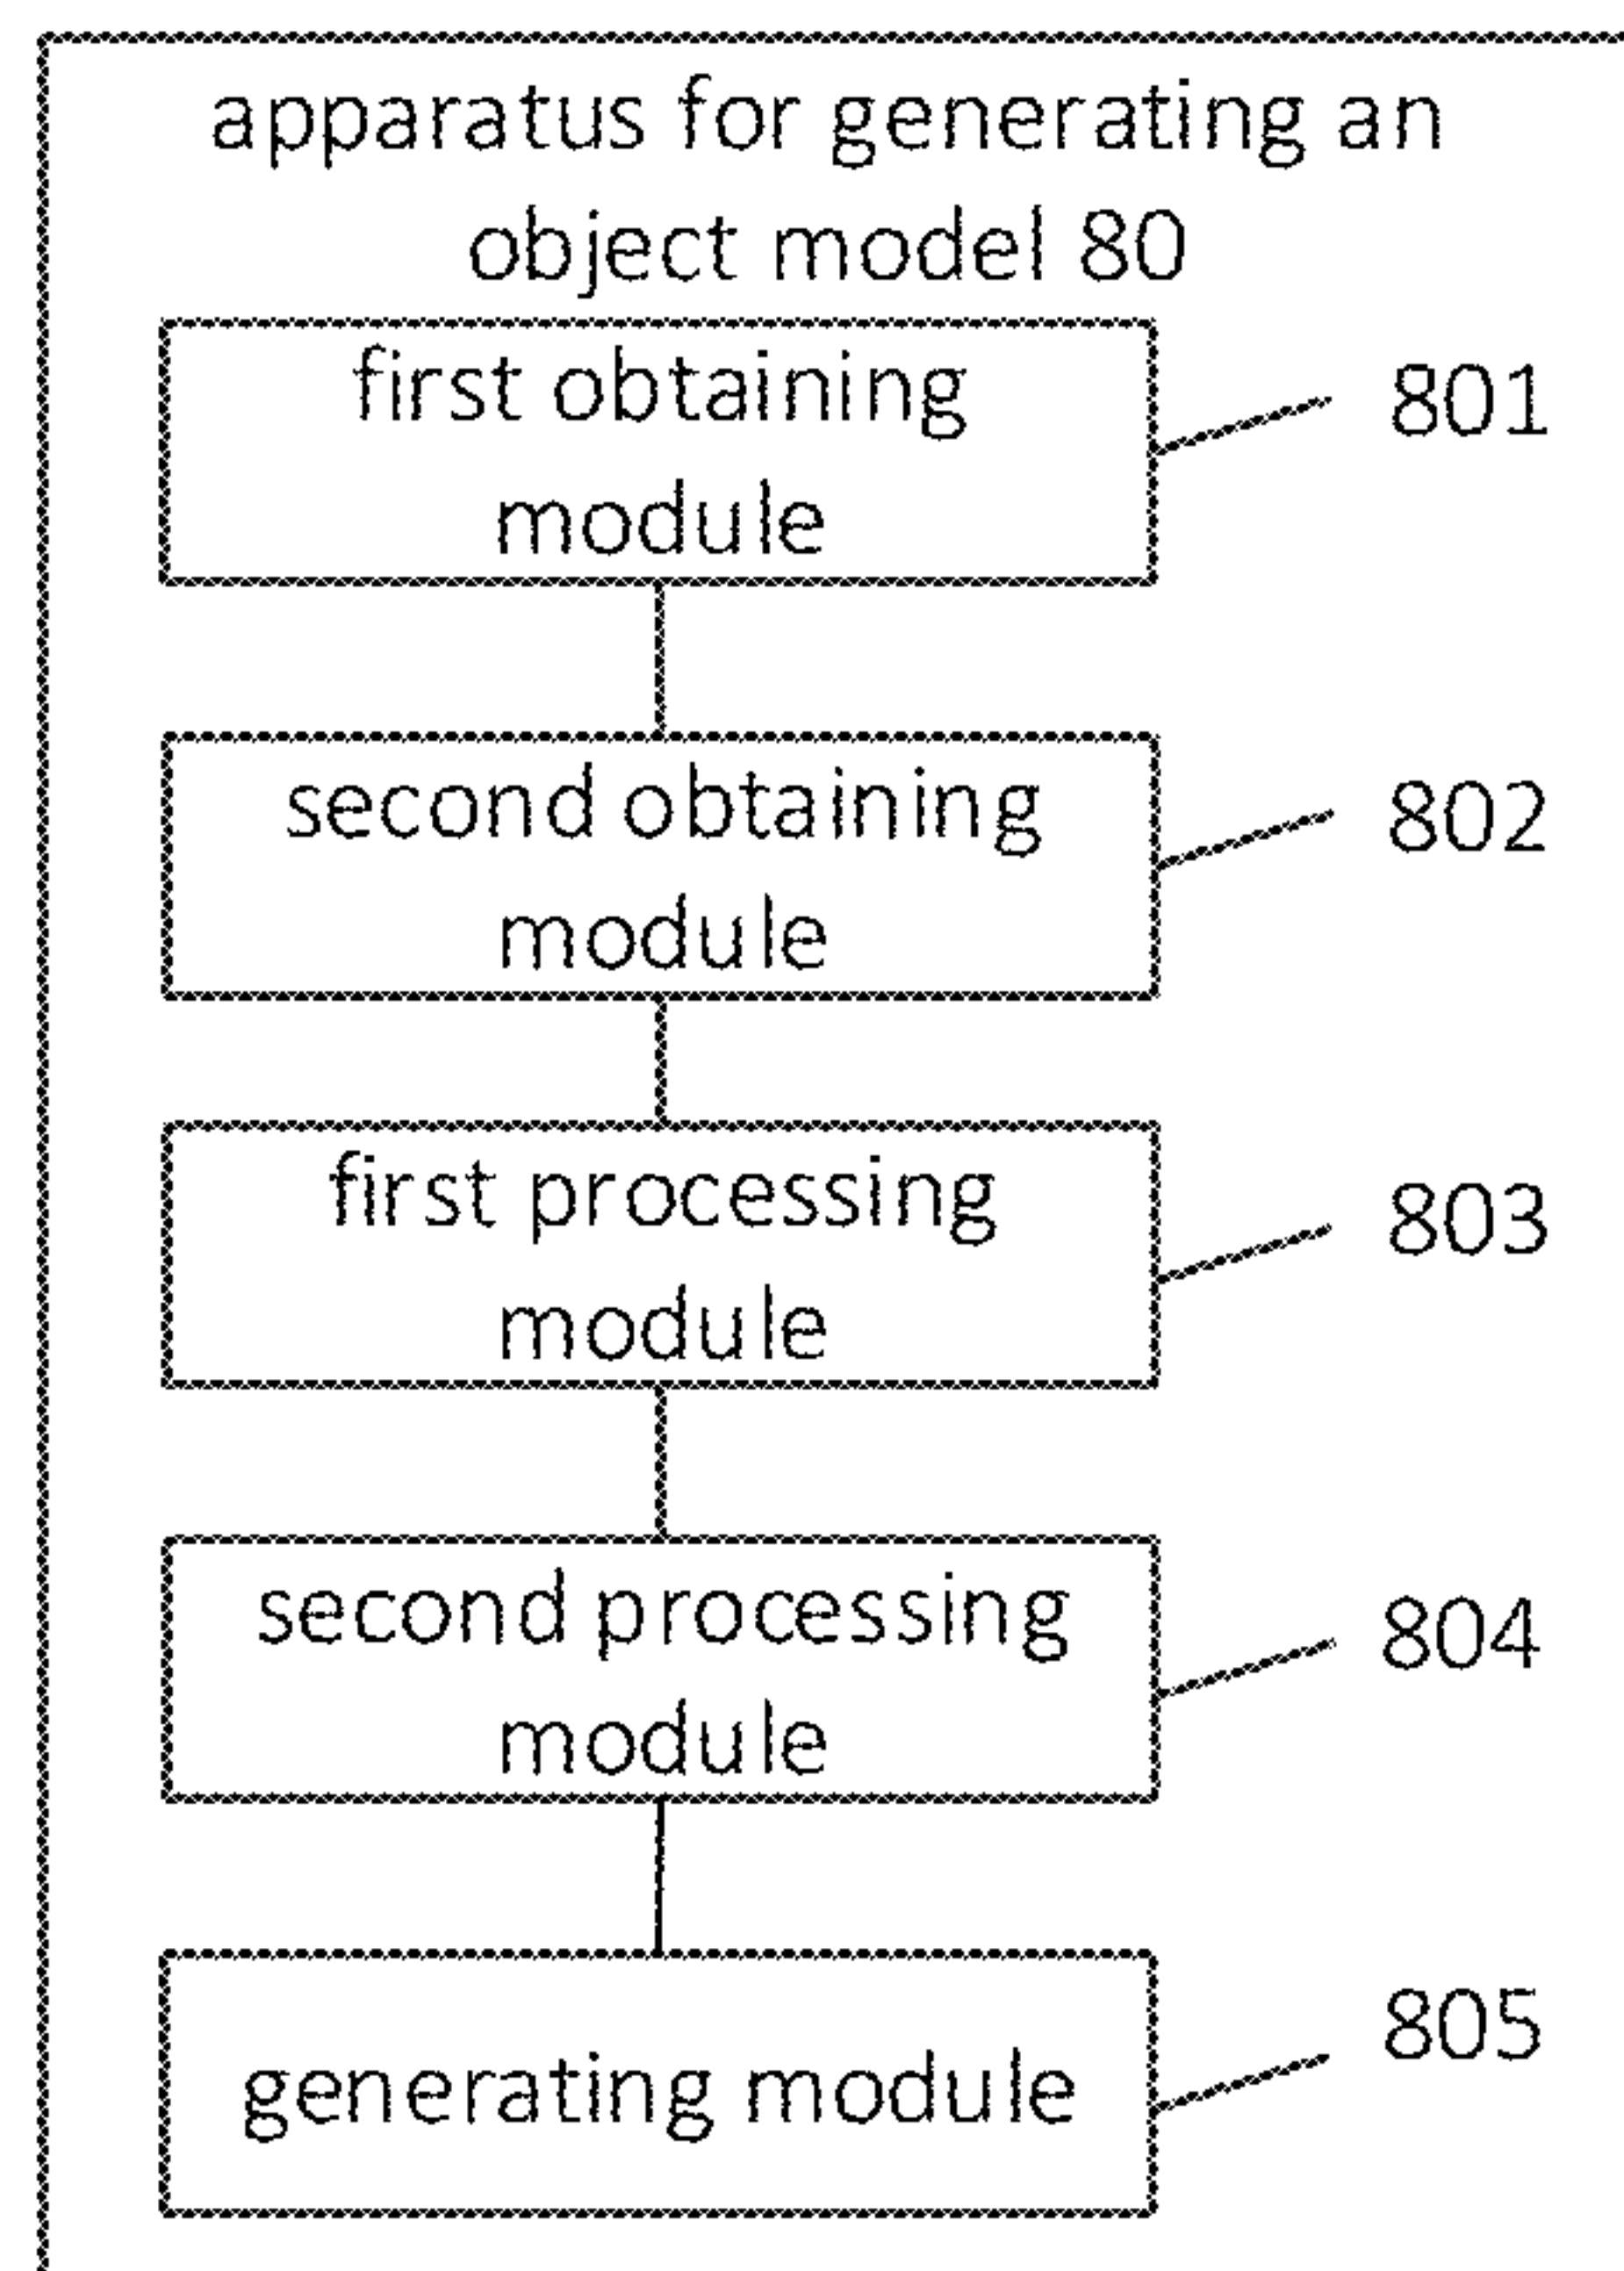 apparatus for generating an
object model 80
first obtaining
module
801
second obtaining
module
802
first processing
module
803
second processing
module
804
generating module
805